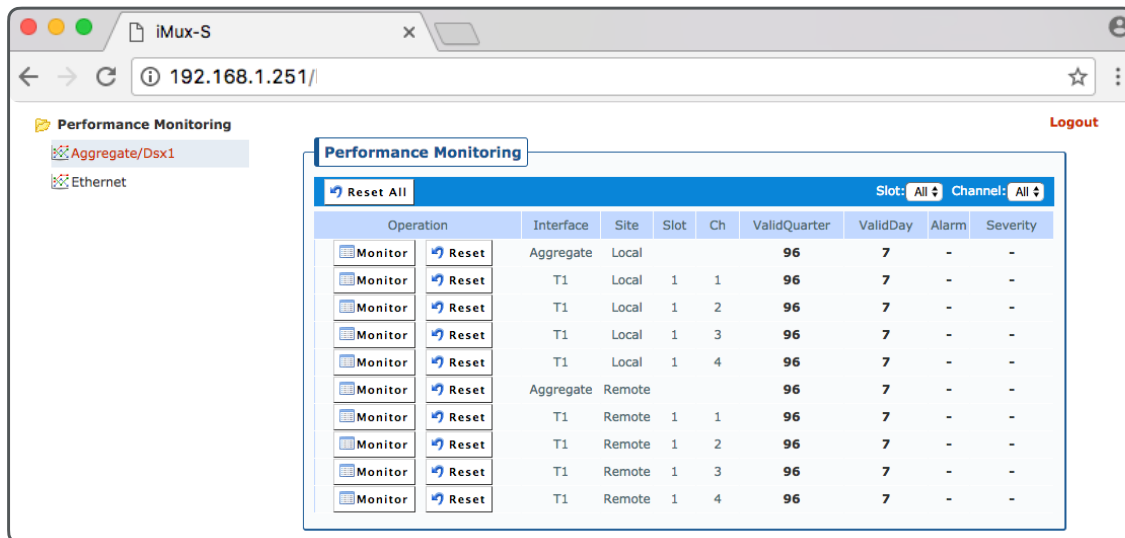 iMux-S
192.168.1.251/
Performance Monitoring
Aggregate/Dsx1
Ethernet
Logout
Performance Monitoring
Reset All Slot: All Channel: All
Operation Interface Site Slot Ch ValidQuarter ValidDay Alarm Severity
Monitor Reset Aggregate Local 96 7 - -
Monitor Reset T1 Local 1 1 96 7 - -
Monitor Reset T1 Local 1 2 96 7 - -
Monitor Reset T1 Local 1 3 96 7 - -
Monitor Reset T1 Local 1 4 96 7 - -
Monitor Reset Aggregate Remote 96 7 - -
Monitor Reset T1 Remote 1 1 96 7 - -
Monitor Reset T1 Remote 1 2 96 7 - -
Monitor Reset T1 Remote 1 3 96 7 - -
Monitor Reset T1 Remote 1 4 96 7 - -